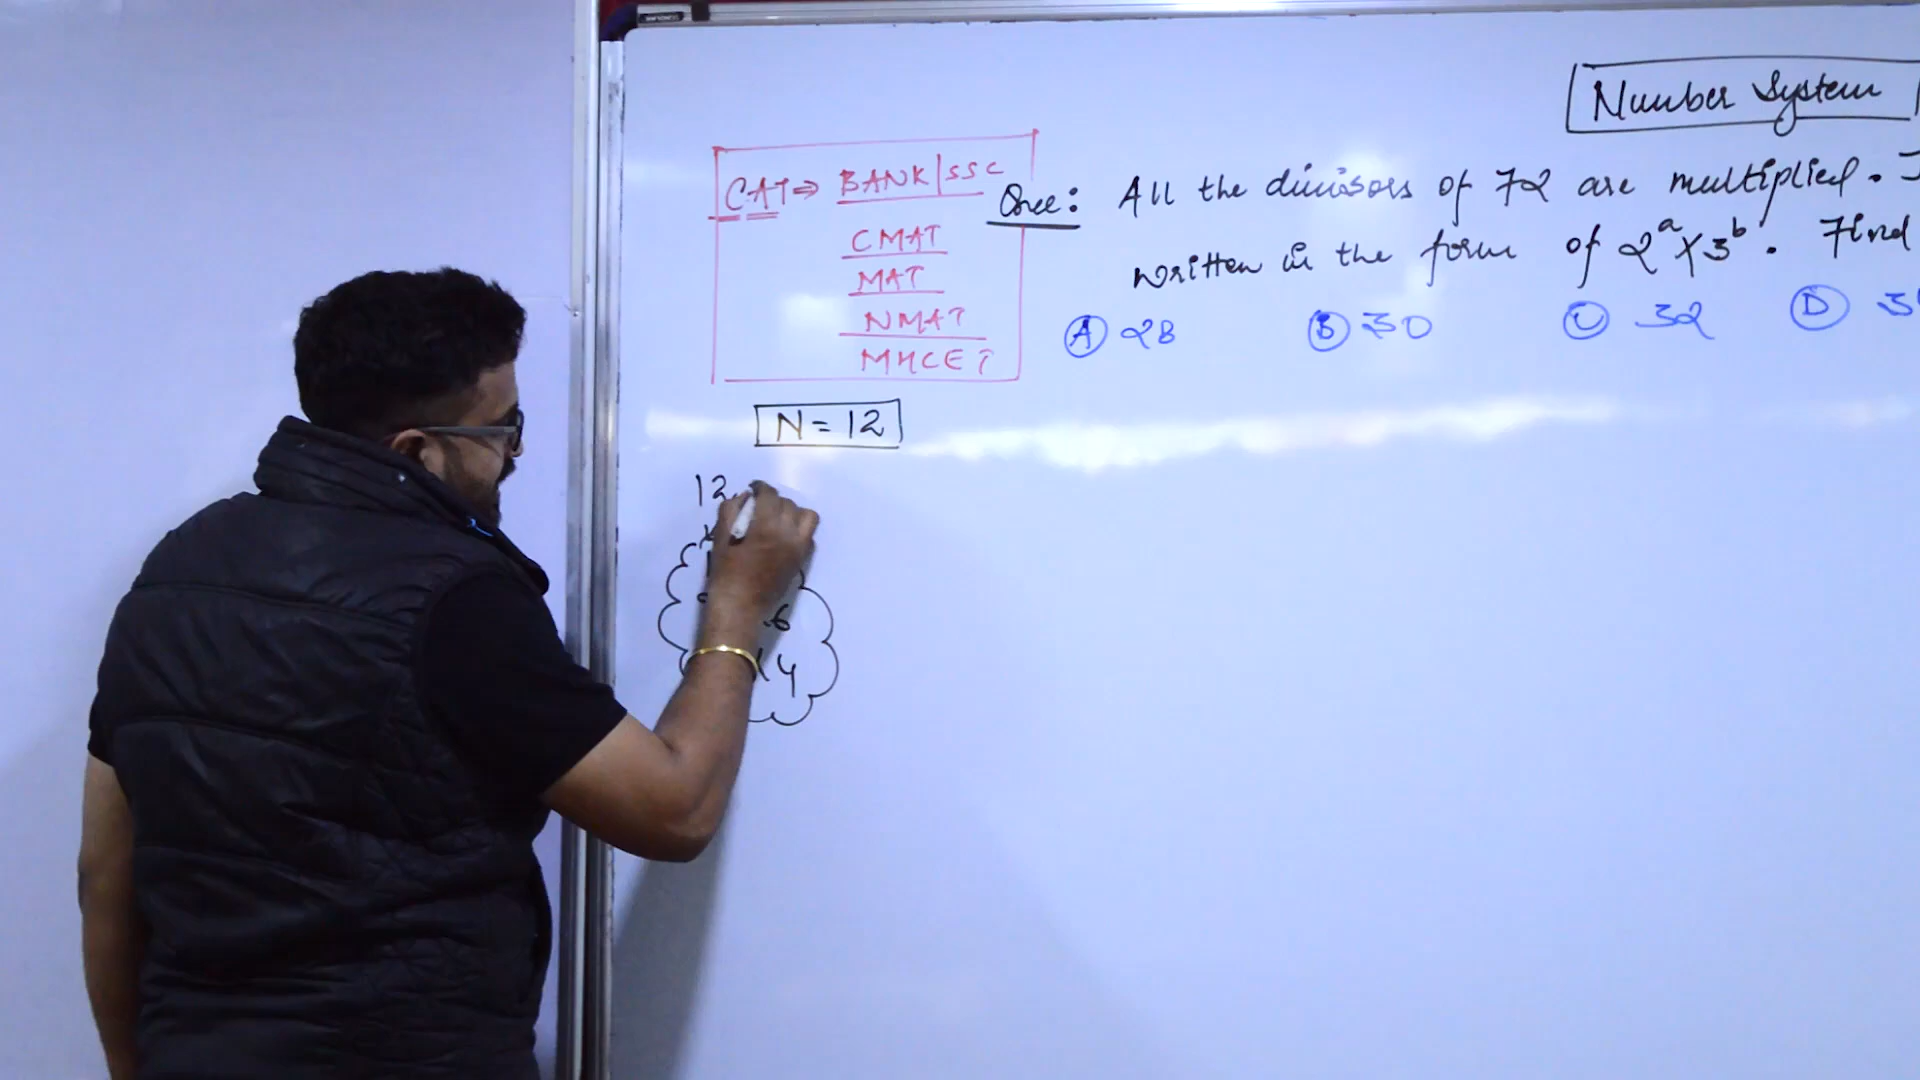 Number System
CAT ⇒ BANK | SSC
CMAT
MAT
NMAT
MHCET
Que: All the divisors of 72 are multiplied.
written in the form of 2^a × 3^b. Find
(A) 28 (B) 30 (C) 32 (D)
N = 12
12
6
4